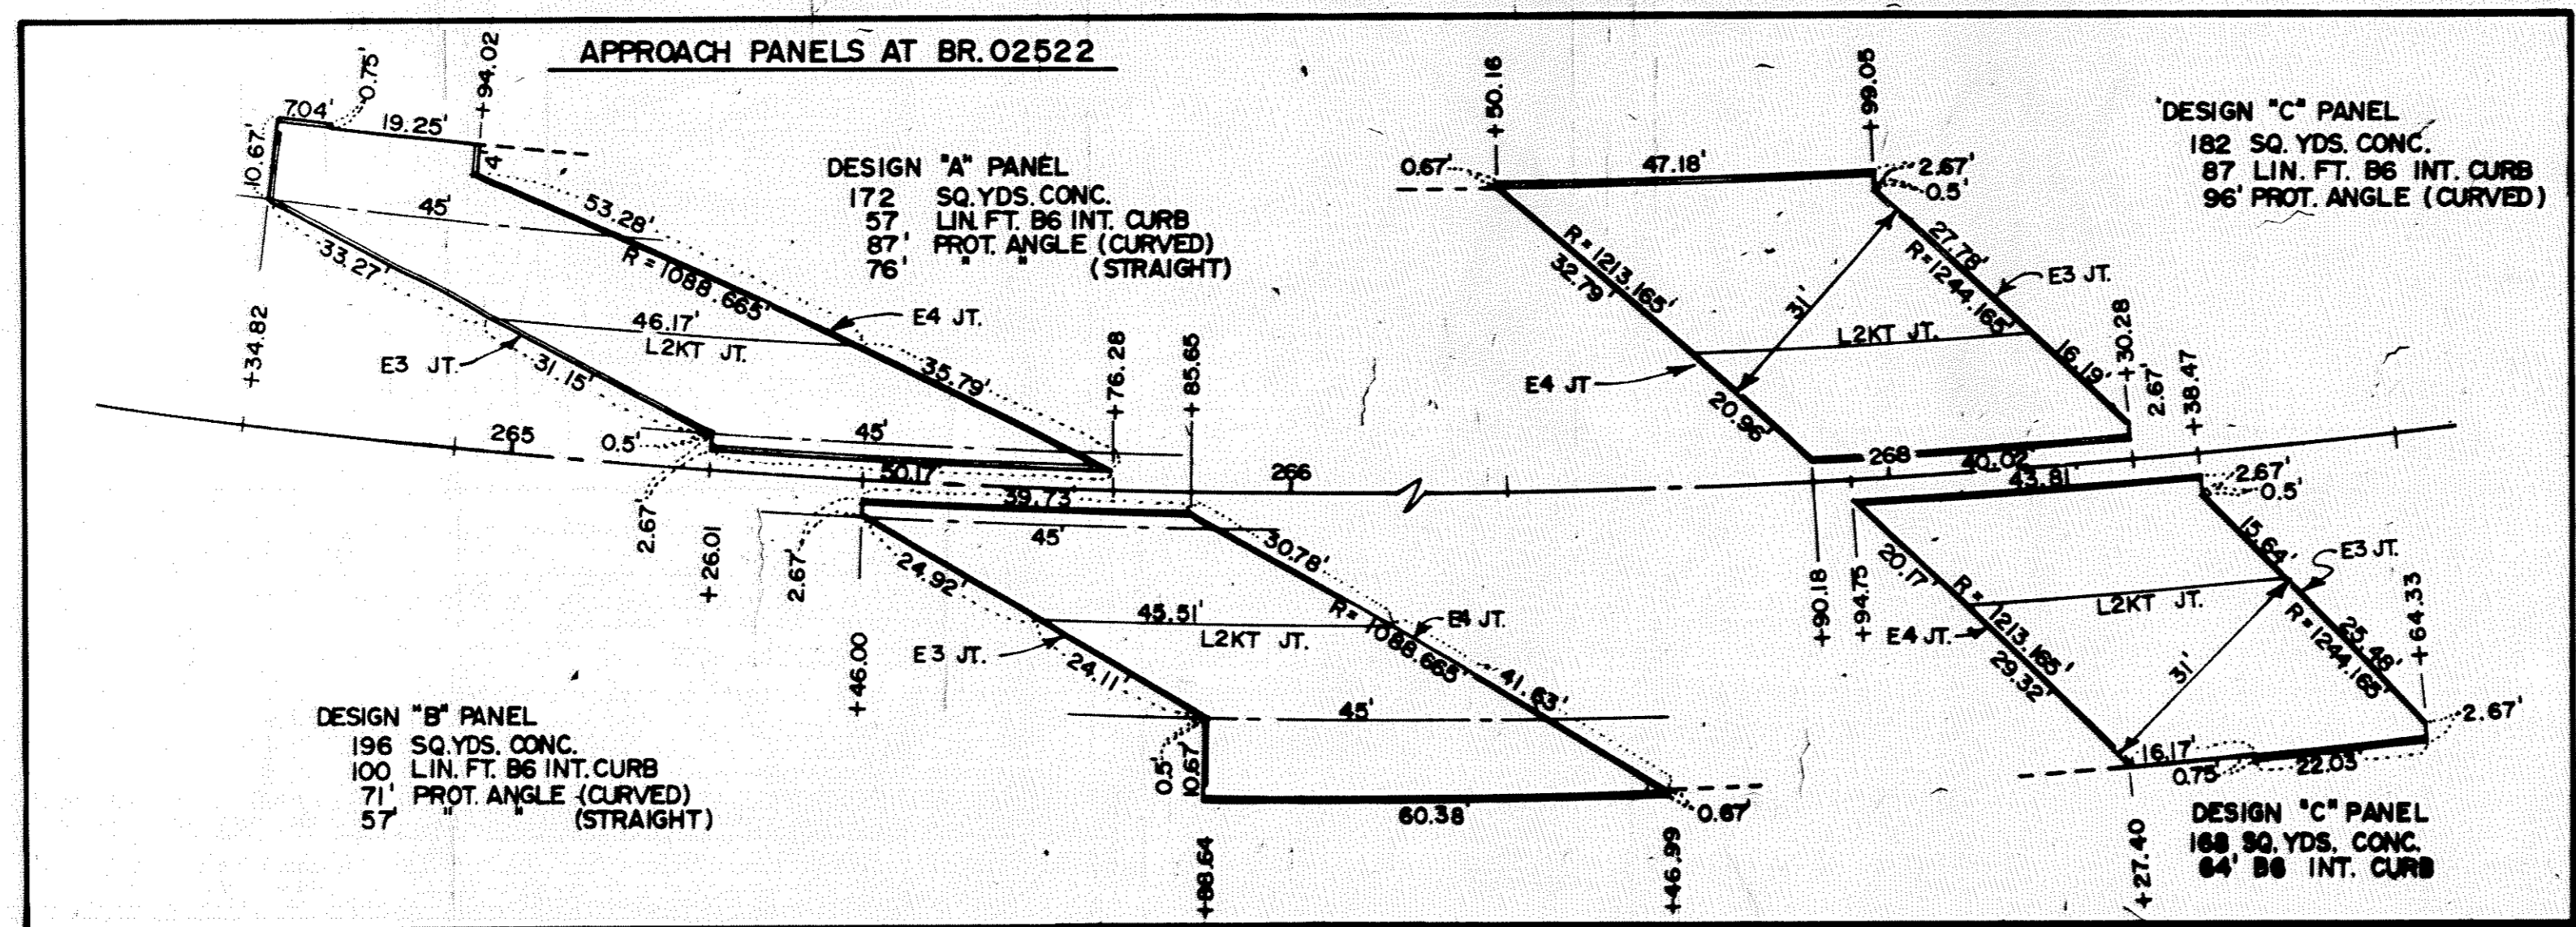 APPROACH PANELS AT BR. 02522
+94.02
7.04'
0.75'
19.25'
10.67'
4
45'
53.28'
R = 1088.665'
33.27'
46.17'
L2KT JT.
E4 JT.
E3 JT.
31.15'
35.79'
+34.82
+76.28
+85.65
265
0.5'
45'
50.17'
266
2.67'
+26.01
DESIGN "A" PANEL
172 SQ. YDS. CONC.
57 LIN. FT. B6 INT. CURB
87' PROT. ANGLE (CURVED)
76' " " (STRAIGHT)
2.67'
39.73'
45'
30.78'
24.92'
45.51'
L2KT JT.
R = 1088.665'
E4 JT.
E3 JT.
24.11'
41.63'
+46.00
45'
0.5'
10.67'
60.38'
0.67'
+88.64
+46.99
DESIGN "B" PANEL
196 SQ. YDS. CONC.
100 LIN. FT. B6 INT. CURB
71' PROT. ANGLE (CURVED)
57' " " (STRAIGHT)
+50.16
+99.05
0.67'
47.18'
2.67'
0.5'
R = 1213.165'
32.79'
27.78'
R = 1244.165'
E3 JT.
31'
L2KT JT.
16.19'
E4 JT
20.96'
+30.28
2.67'
+38.47
268
40.02'
+90.18
DESIGN "C" PANEL
182 SQ. YDS. CONC.
87 LIN. FT. B6 INT. CURB
96' PROT. ANGLE (CURVED)
43.81'
2.67'
0.5'
+94.75
20.17'
15.64'
E3 JT.
L2KT JT.
R = 1213.165'
E4 JT.
29.32'
31'
25.48'
R = 1244.165'
+64.33
2.67'
16.17'
0.75'
22.03'
+27.40
DESIGN "C" PANEL
168 SQ. YDS. CONC.
64' B6 INT. CURB